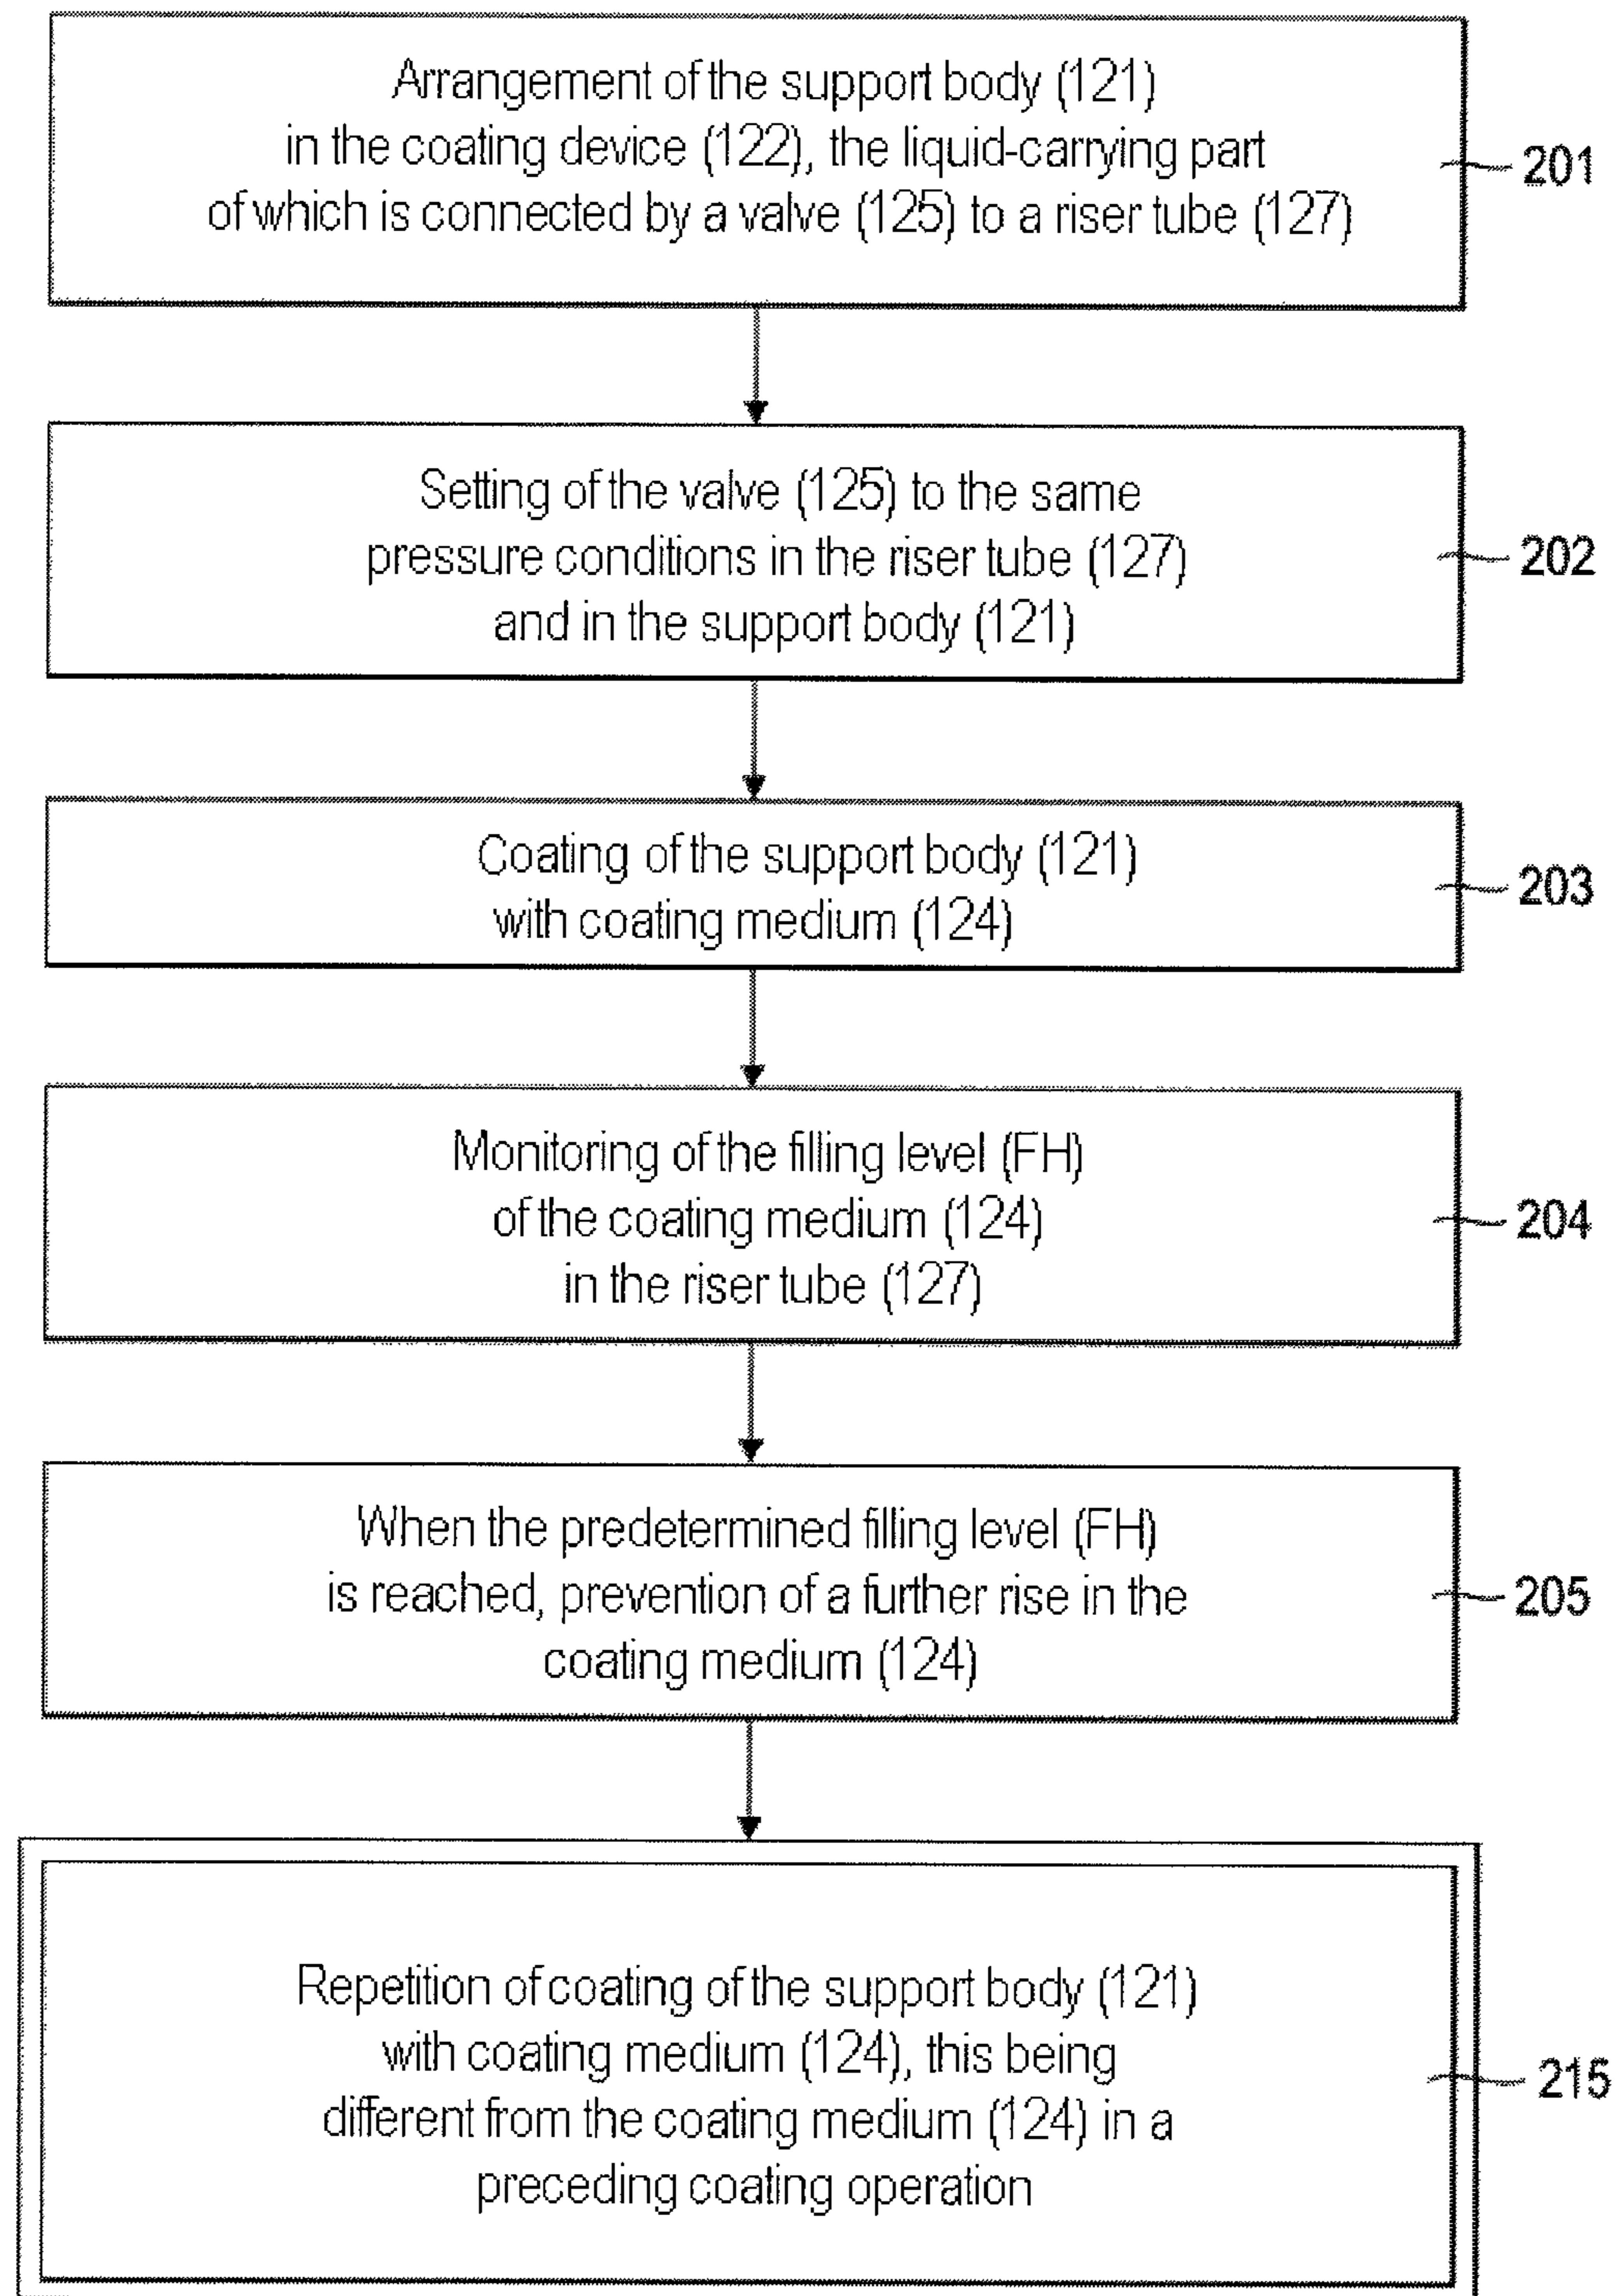 Arrangement of the support body (121)
in the coating device (122), the liquid-carrying part
of which is connected by a valve (125) to a riser tube (127)
201
Setting of the valve (125) to the same
pressure conditions in the riser tube (127)
and in the support body (121)
202
Coating of the support body (121)
with coating medium (124)
203
Monitoring of the filling level (FH)
of the coating medium (124)
in the riser tube (127)
204
When the predetermined filling level (FH)
is reached, prevention of a further rise in the
coating medium (124)
205
Repetition of coating of the support body (121)
with coating medium (124), this being
different from the coating medium (124) in a
preceding coating operation
215